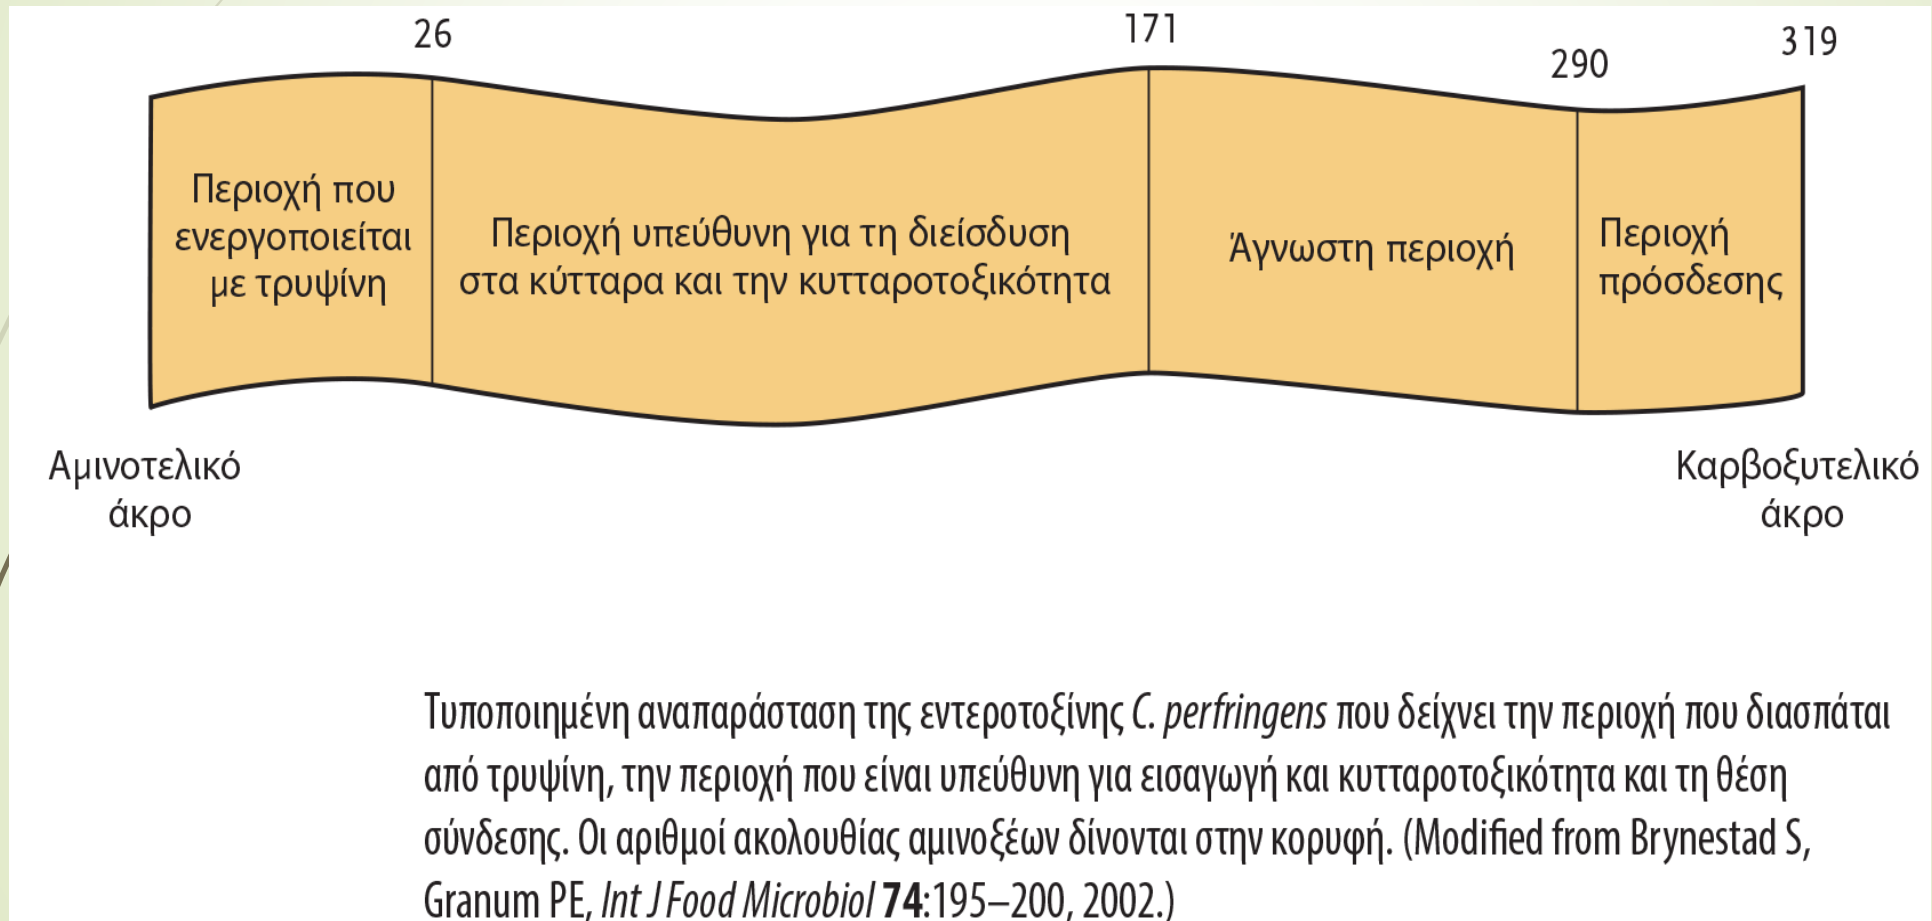 26
171
290
319
Περιοχή που
ενεργοποιείται
με τρυψίνη
Περιοχή υπεύθυνη για τη διείσδυση
στα κύτταρα και την κυτταροτοξικότητα
Άγνωστη περιοχή
Περιοχή
πρόσδεσης
Αμινοτελικό
άκρο
Καρβοξυτελικό
άκρο
Τυποποιημένη αναπαράσταση της εντεροτοξίνης C. perfringens που δείχνει την περιοχή που διασπάται
από τρυψίνη, την περιοχή που είναι υπεύθυνη για εισαγωγή και κυτταροτοξικότητα και τη θέση
σύνδεσης. Οι αριθμοί ακολουθίας αμινοξέων δίνονται στην κορυφή. (Modified from Brynestad S,
Granum PE, Int J Food Microbiol 74:195–200, 2002.)